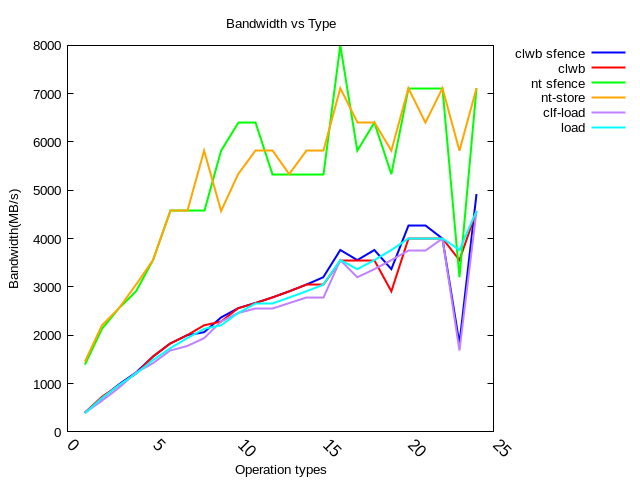 Bandwidth vs Type
clwb sfence
clwb
nt sfence
nt-store
clf-load
load
8000
7000
6000
5000
4000
3000
2000
1000
0
Bandwidth(MB/s)
0 5 10 15 20 25
Operation types